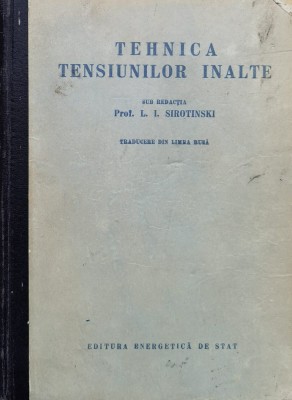 TEHNICA
TENSIUNILOR INALTE
SUB REDACȚIA
Prof. L. I. SIROTINSKI
TRADUCERE DIN LIMBA RUSĂ
EDITURA ENERGETICĂ DE STAT